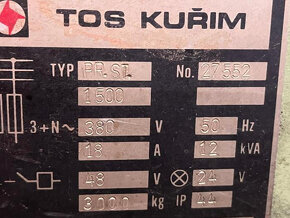 TOS KUŘIM
TYP PR.ST. No. 27552
1500
3+N~ 380 V 50 Hz
18 A 12 kVA
48 V 24 V
3000 kg IP 44